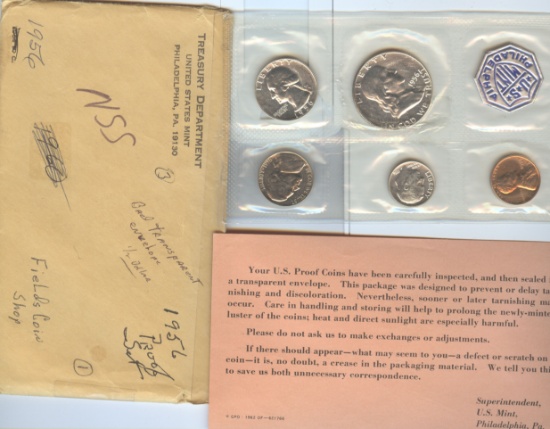 1956
NSS
TREASURY DEPARTMENT
UNITED STATES MINT
PHILADELPHIA, PA. 19130
3
Bad transparent
envelope
Fields Coin
Shop
1956
Proof
Set
1
LIBERTY
LIBERTY
1956
PHILADELPHIA
U.S.
MINT
Your U.S. Proof Coins have been carefully inspected, and then sealed
a transparent envelope. This package was designed to prevent or delay ta
nishing and discoloration. Nevertheless, sooner or later tarnishing ma
occur. Care in handling and storing will help to prolong the newly-minte
luster of the coins; heat and direct sunlight are especially harmful.
Please do not ask us to make exchanges or adjustments.
If there should appear—what may seem to you—a defect or scratch on
coin—it is, no doubt, a crease in the packaging material. We tell you thi
to save us both unnecessary correspondence.
Superintendent,
U.S. Mint,
Philadelphia, Pa.